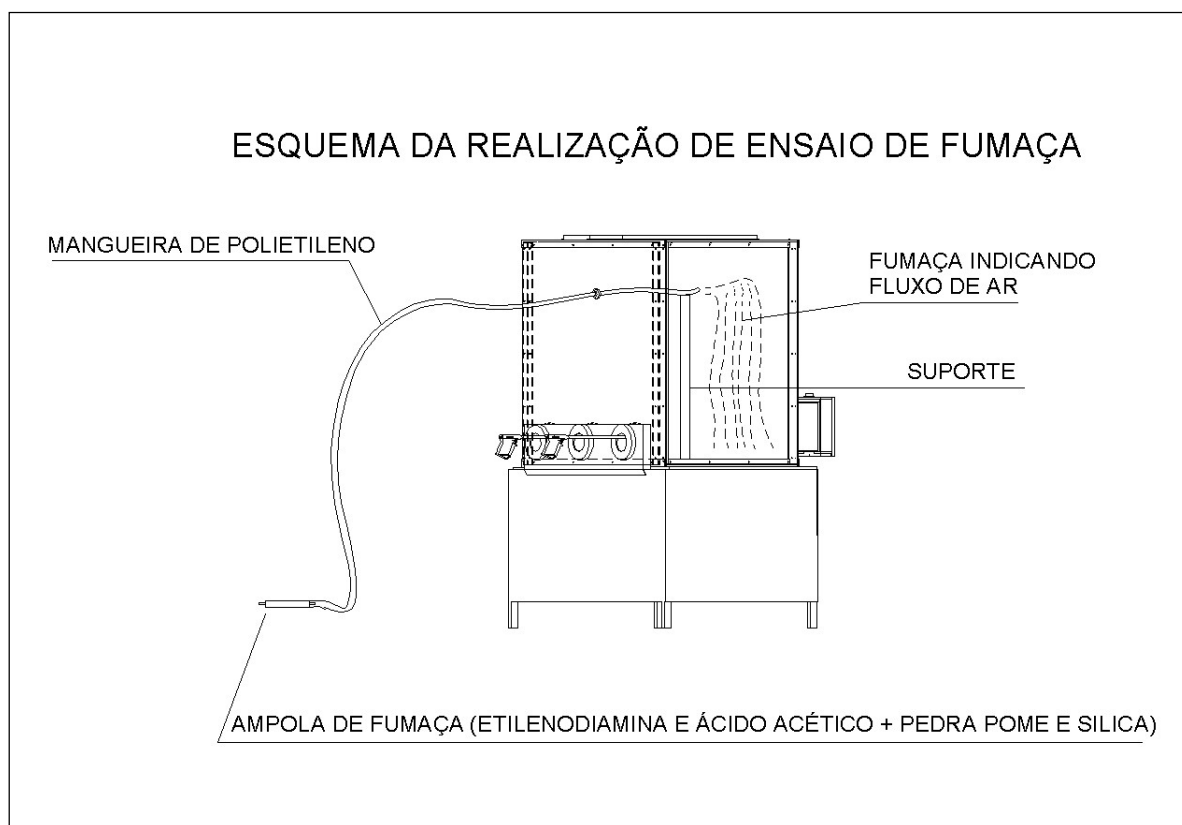 ESQUEMA DA REALIZAÇÃO DE ENSAIO DE FUMAÇA
MANGUEIRA DE POLIETILENO
FUMAÇA INDICANDO
FLUXO DE AR
SUPORTE
AMPOLA DE FUMAÇA (ETILENODIAMINA E ÁCIDO ACÉTICO + PEDRA POME E SILICA)